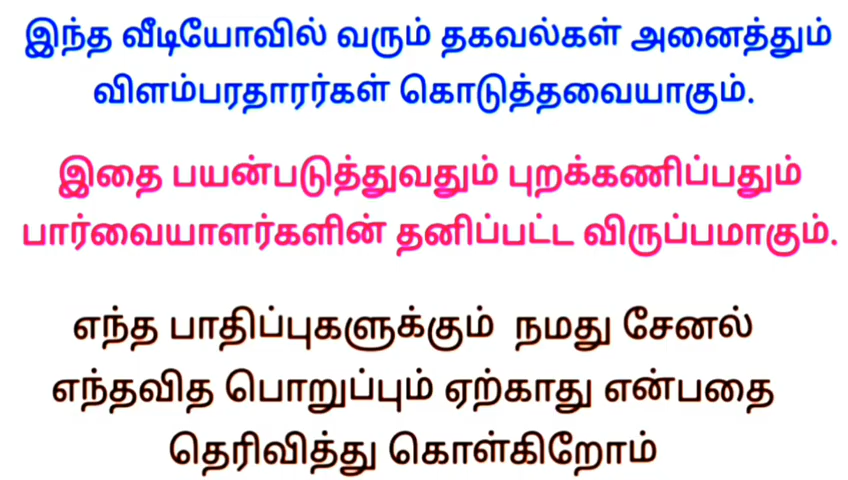 இந்த வீடியோவில் வரும் தகவல்கள் அனைத்தும்
விளம்பரதாரர்கள் கொடுத்தவையாகும்.
இதை பயன்படுத்துவதும் புறக்கணிப்பதும்
பார்வையாளர்களின் தனிப்பட்ட விருப்பமாகும்.
எந்த பாதிப்புகளுக்கும் நமது சேனல்
எந்தவித பொறுப்பும் ஏற்காது என்பதை
தெரிவித்து கொள்கிறோம்